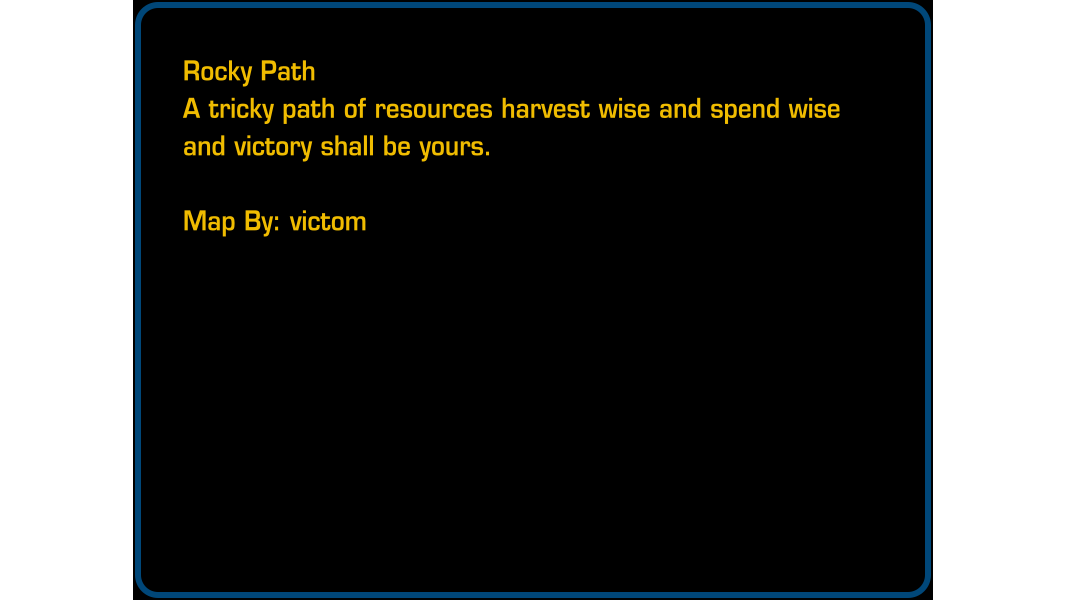 Rocky Path
A tricky path of resources harvest wise and spend wise
and victory shall be yours.
Map By: victom